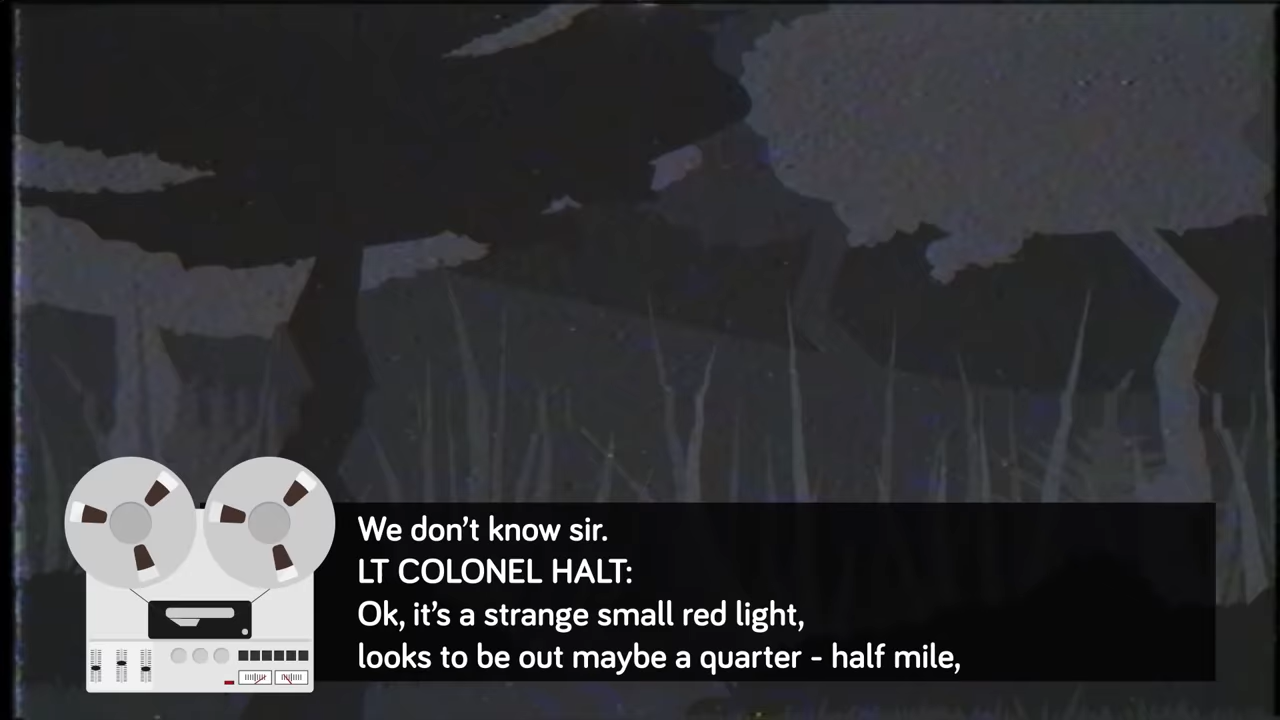 We don’t know sir.
LT COLONEL HALT:
Ok, it’s a strange small red light,
looks to be out maybe a quarter - half mile,